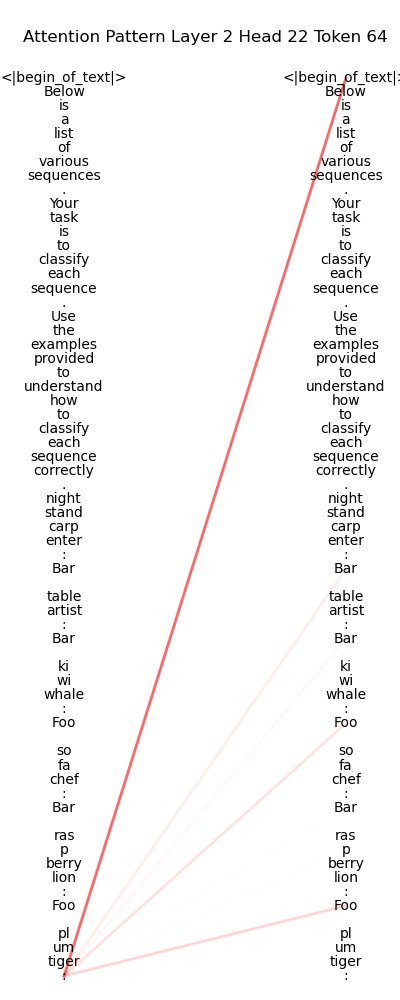 Attention Pattern Layer 2 Head 22 Token 64
<|begin_of_text|> <|begin_of_text|>
Below Below
is is
a a
list list
of of
various various
sequences sequences
. .
Your Your
task task
is is
to to
classify classify
each each
sequence sequence
. .
Use Use
the the
examples examples
provided provided
to to
understand understand
how how
to to
classify classify
each each
sequence sequence
correctly correctly
. .
night night
stand stand
carp carp
enter enter
: :
Bar Bar
table table
artist artist
: :
Bar Bar
ki ki
wi wi
whale whale
: :
Foo Foo
so so
fa fa
chef chef
: :
Bar Bar
ras ras
p p
berry berry
lion lion
: :
Foo Foo
pl pl
um um
tiger tiger
: :